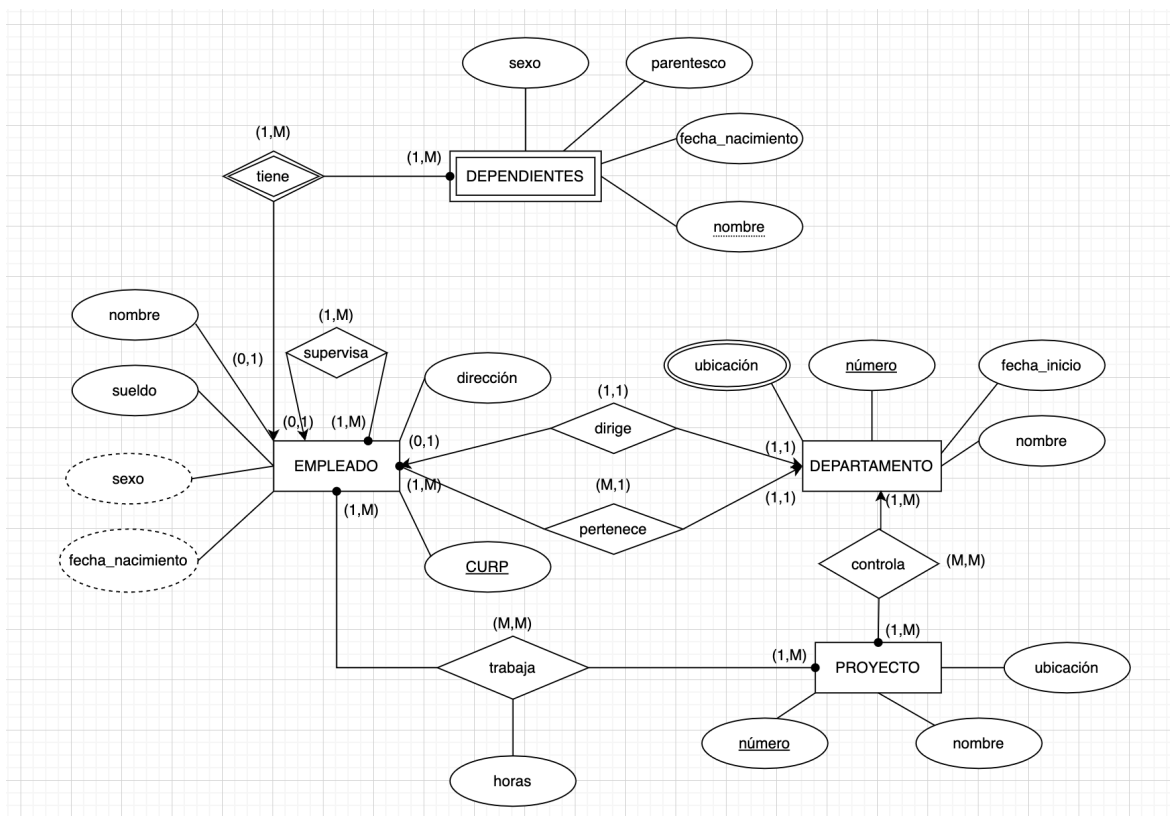 sexo
parentesco
(1,M)
fecha_nacimiento
(1,M)
tiene
DEPENDIENTES
nombre
nombre
(1,M)
supervisa
(0,1)
sueldo
dirección
ubicación
número
fecha_inicio
(1,1)
(0,1)
(1,M)
dirige
nombre
(0,1)
(1,1)
EMPLEADO
DEPARTAMENTO
sexo
(1,M)
(M,1)
(1,1)
(1,M)
(1,M)
pertenece
fecha_nacimiento
CURP
controla
(M,M)
(M,M)
(1,M)
(1,M)
trabaja
PROYECTO
ubicación
número
nombre
horas